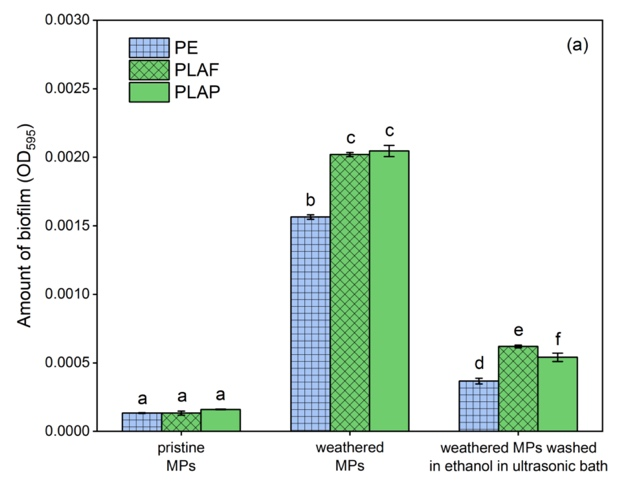 0.0030
(a)
PE
PLAF
PLAP
0.0025
0.0020
0.0015
0.0010
0.0005
0.0000
Amount of biofilm (OD595)
a a a
b c c
d e f
pristine
MPs
weathered
MPs
weathered MPs washed
in ethanol in ultrasonic bath